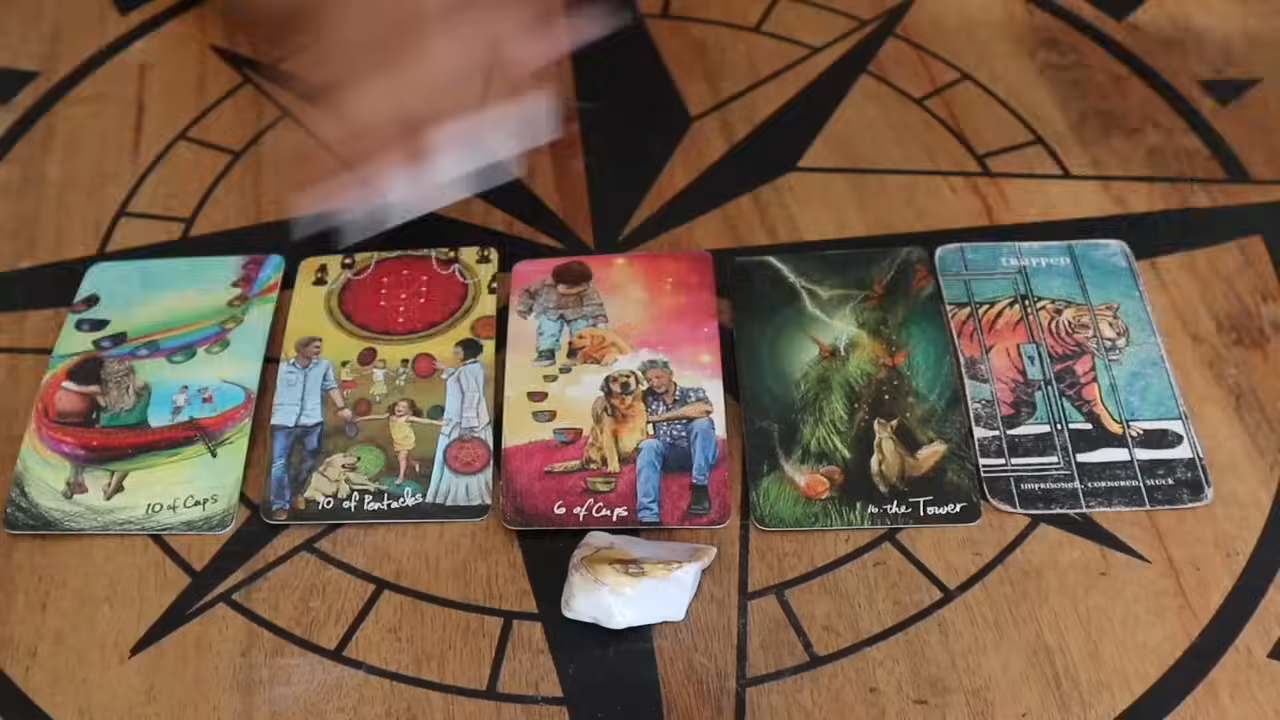 10 of Cups
10 of Pentacles
6 of Cups
16. the Tower
TRAPPED
IMPRISONED, CORNERED, STUCK